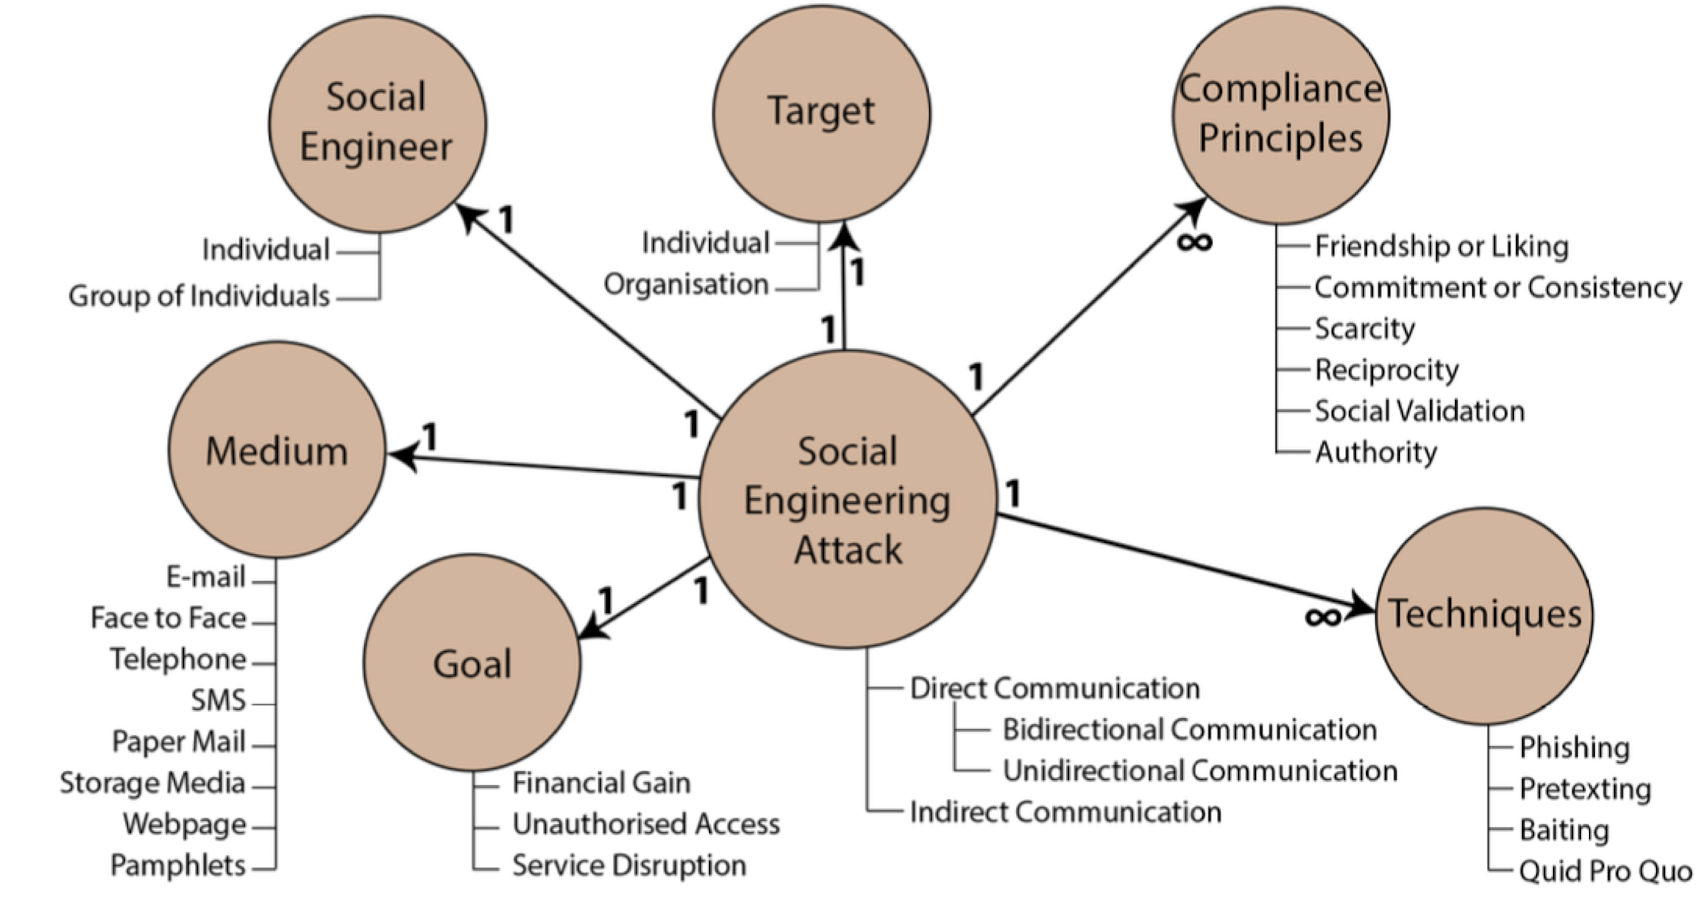 Social
Engineer
1
Individual
Group of Individuals
Target
Individual
Organisation
1
1
Compliance
Principles
∞
Friendship or Liking
Commitment or Consistency
Scarcity
Reciprocity
Social Validation
Authority
1
1
Medium
1
1
E-mail
Face to Face
Telephone
SMS
Paper Mail
Storage Media
Webpage
Pamphlets
Social
Engineering
Attack
Direct Communication
Bidirectional Communication
Unidirectional Communication
Indirect Communication
1
1
Goal
Financial Gain
Unauthorised Access
Service Disruption
1
∞
Techniques
Phishing
Pretexting
Baiting
Quid Pro Quo